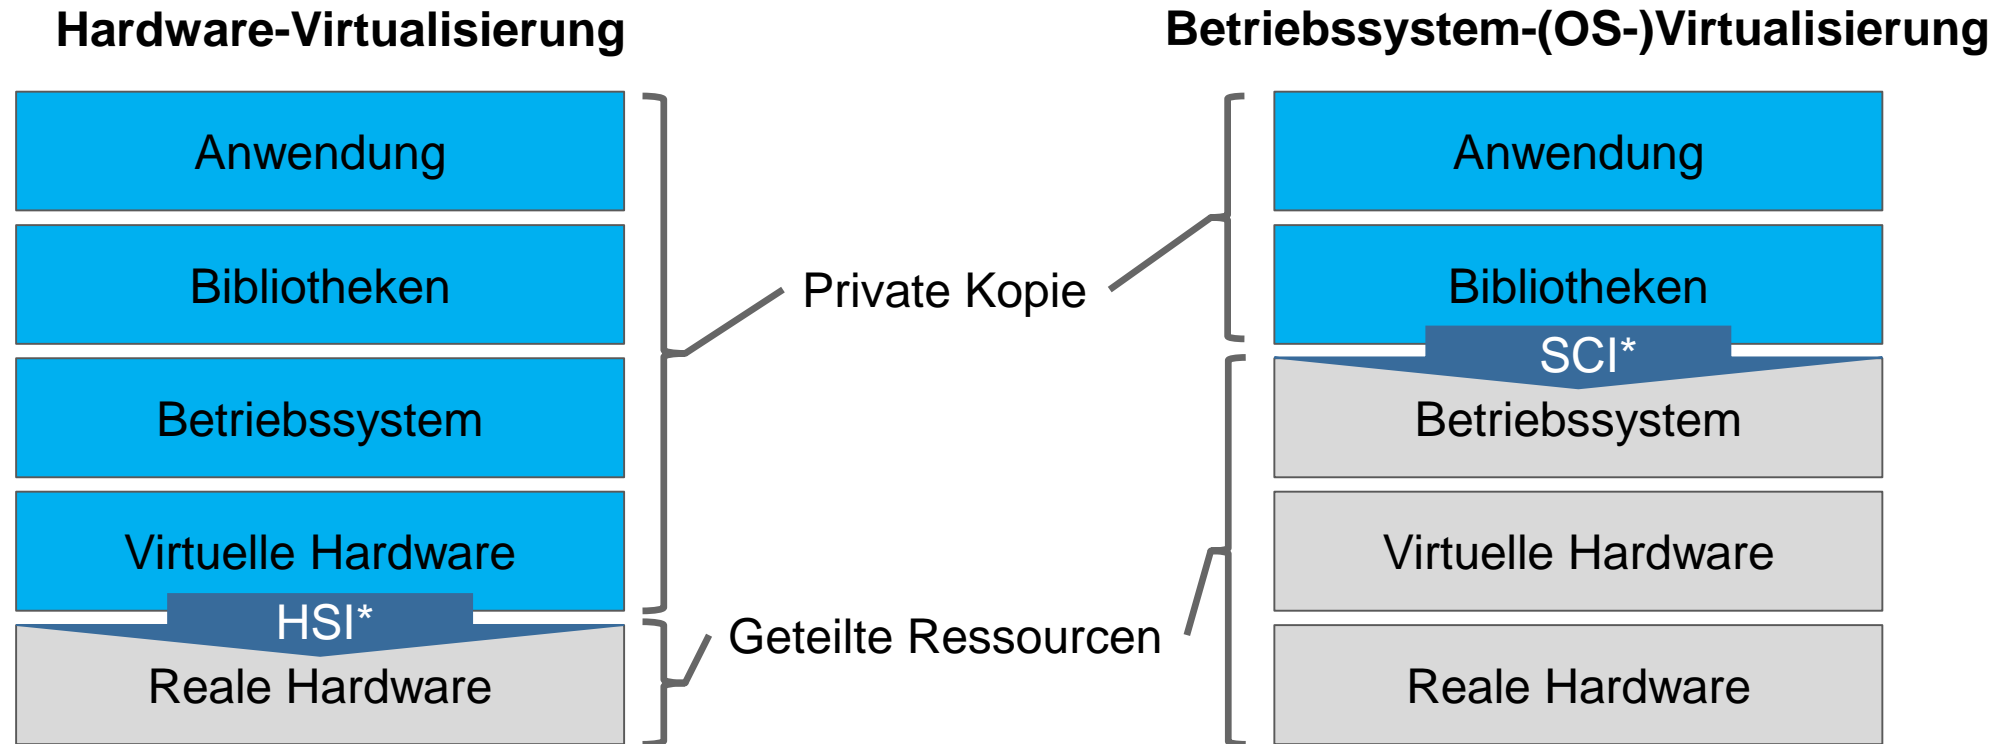 Hardware-Virtualisierung
Anwendung
Bibliotheken
Betriebssystem
Virtuelle Hardware
HSI*
Reale Hardware
Private Kopie
Geteilte Ressourcen
Betriebssystem-(OS-)Virtualisierung
Anwendung
Bibliotheken
SCI*
Betriebssystem
Virtuelle Hardware
Reale Hardware